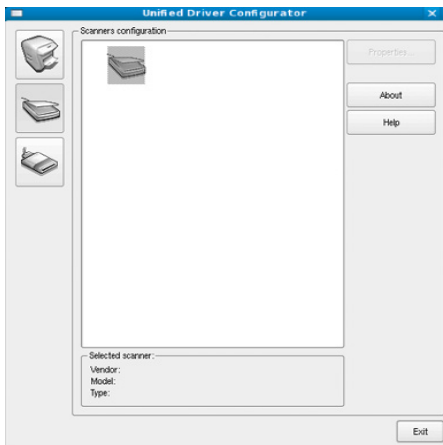 Unified Driver Configurator
Scanners configuration
Properties...
About
Help
Selected scanner:
Vendor:
Model:
Type:
Exit